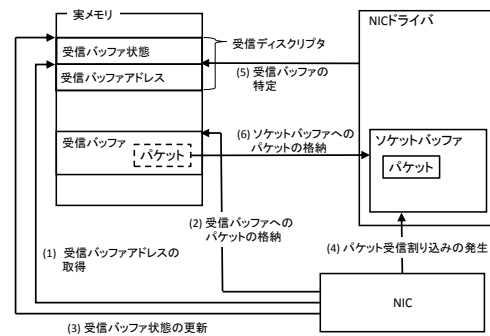 実メモリ
受信バッファ状態
受信バッファアドレス
受信ディスクリプタ
NICドライバ
(5) 受信バッファの
特定
受信バッファ
パケット
(6) ソケットバッファへの
パケットの格納
ソケットバッファ
パケット
(2) 受信バッファへの
パケットの格納
(1) 受信バッファアドレスの
取得
(4) パケット受信割り込みの発生
NIC
(3) 受信バッファ状態の更新